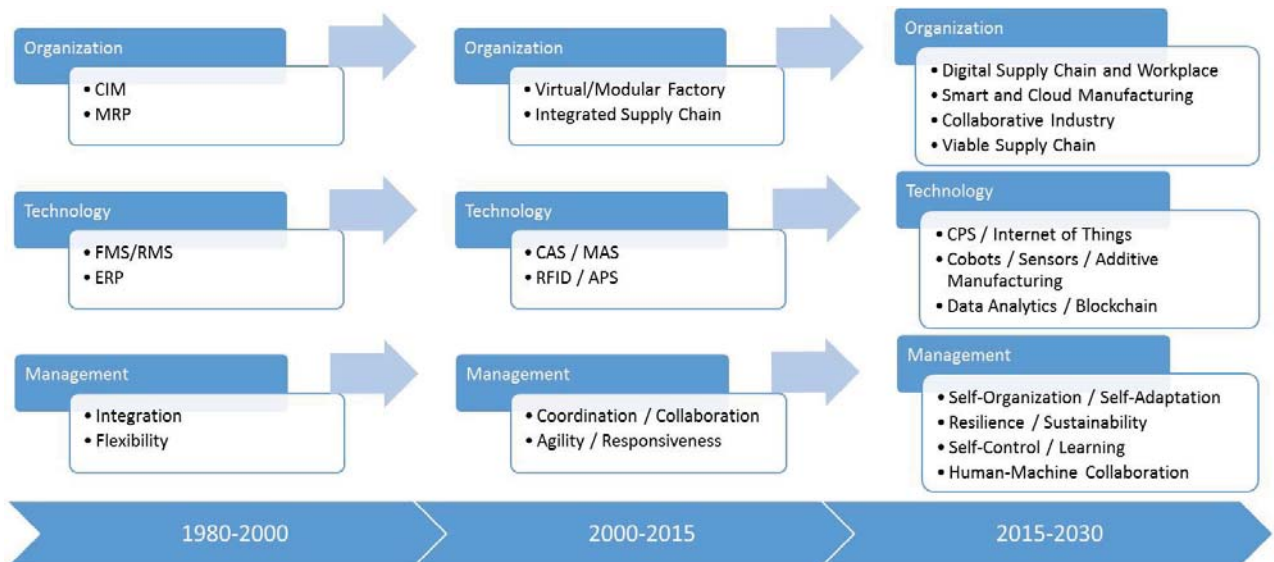 Organization
• CIM
• MRP
Organization
• Virtual/Modular Factory
• Integrated Supply Chain
Organization
• Digital Supply Chain and Workplace
• Smart and Cloud Manufacturing
• Collaborative Industry
• Viable Supply Chain
Technology
• FMS/RMS
• ERP
Technology
• CAS / MAS
• RFID / APS
Technology
• CPS / Internet of Things
• Cobots / Sensors / Additive
Manufacturing
• Data Analytics / Blockchain
Management
• Integration
• Flexibility
Management
• Coordination / Collaboration
• Agility / Responsiveness
Management
• Self-Organization / Self-Adaptation
• Resilience / Sustainability
• Self-Control / Learning
• Human-Machine Collaboration
1980-2000
2000-2015
2015-2030